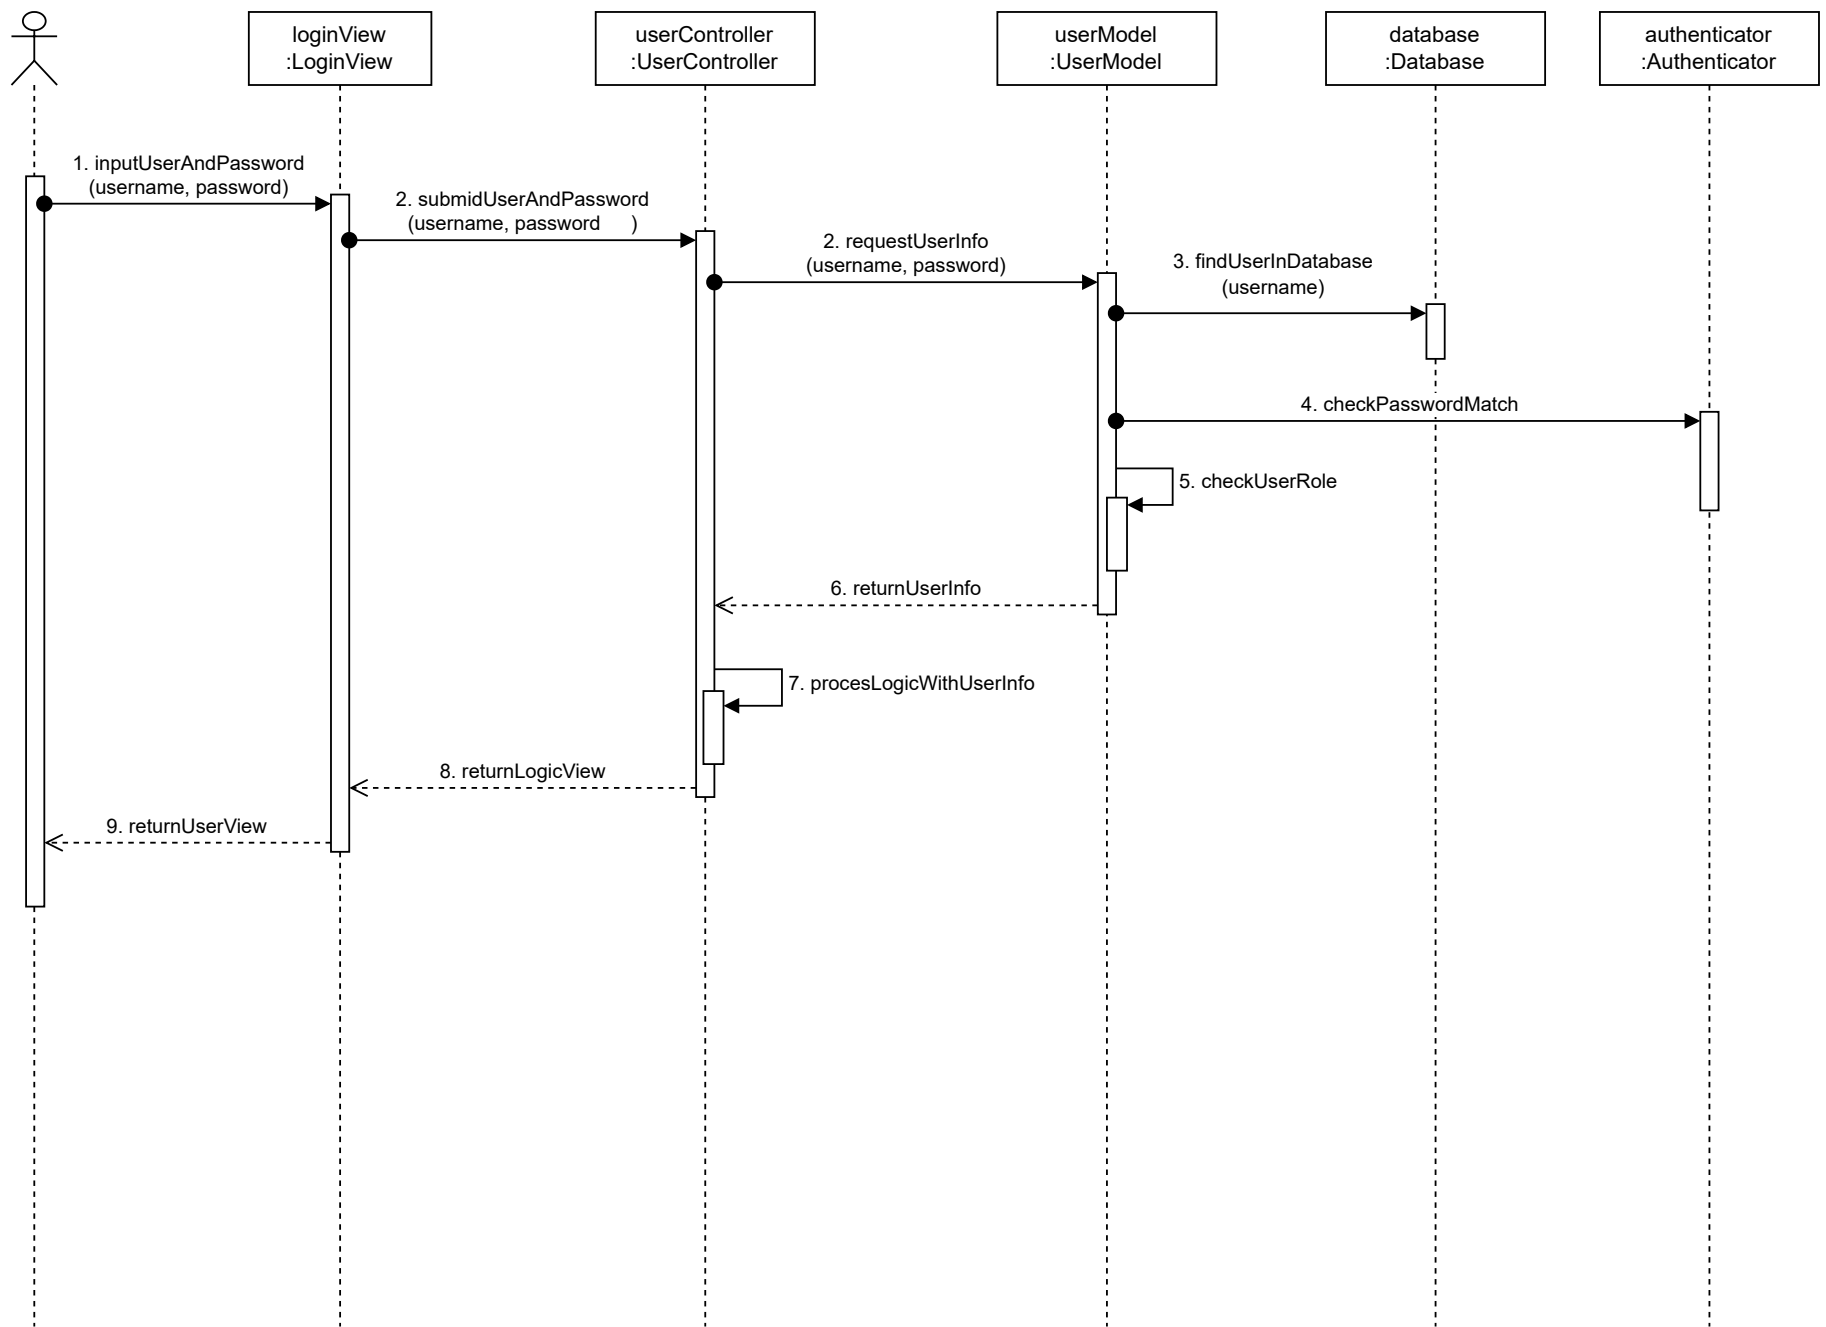 loginView
:LoginView
userController
:UserController
userModel
:UserModel
database
:Database
authenticator
:Authenticator
1. inputUserAndPassword
(username, password)
2. submidUserAndPassword
(username, password )
2. requestUserInfo
(username, password)
3. findUserInDatabase
(username)
4. checkPasswordMatch
5. checkUserRole
6. returnUserInfo
7. procesLogicWithUserInfo
8. returnLogicView
9. returnUserView